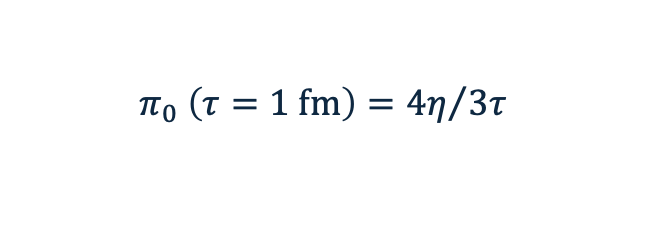 π₀ (τ = 1 fm) = 4η/3τ